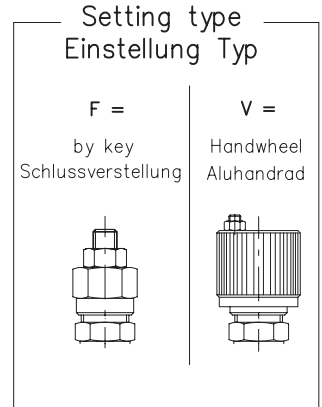 Setting type
Einstellung Typ
F =
by key
Schlussverstellung
V =
Handwheel
Aluhandrad